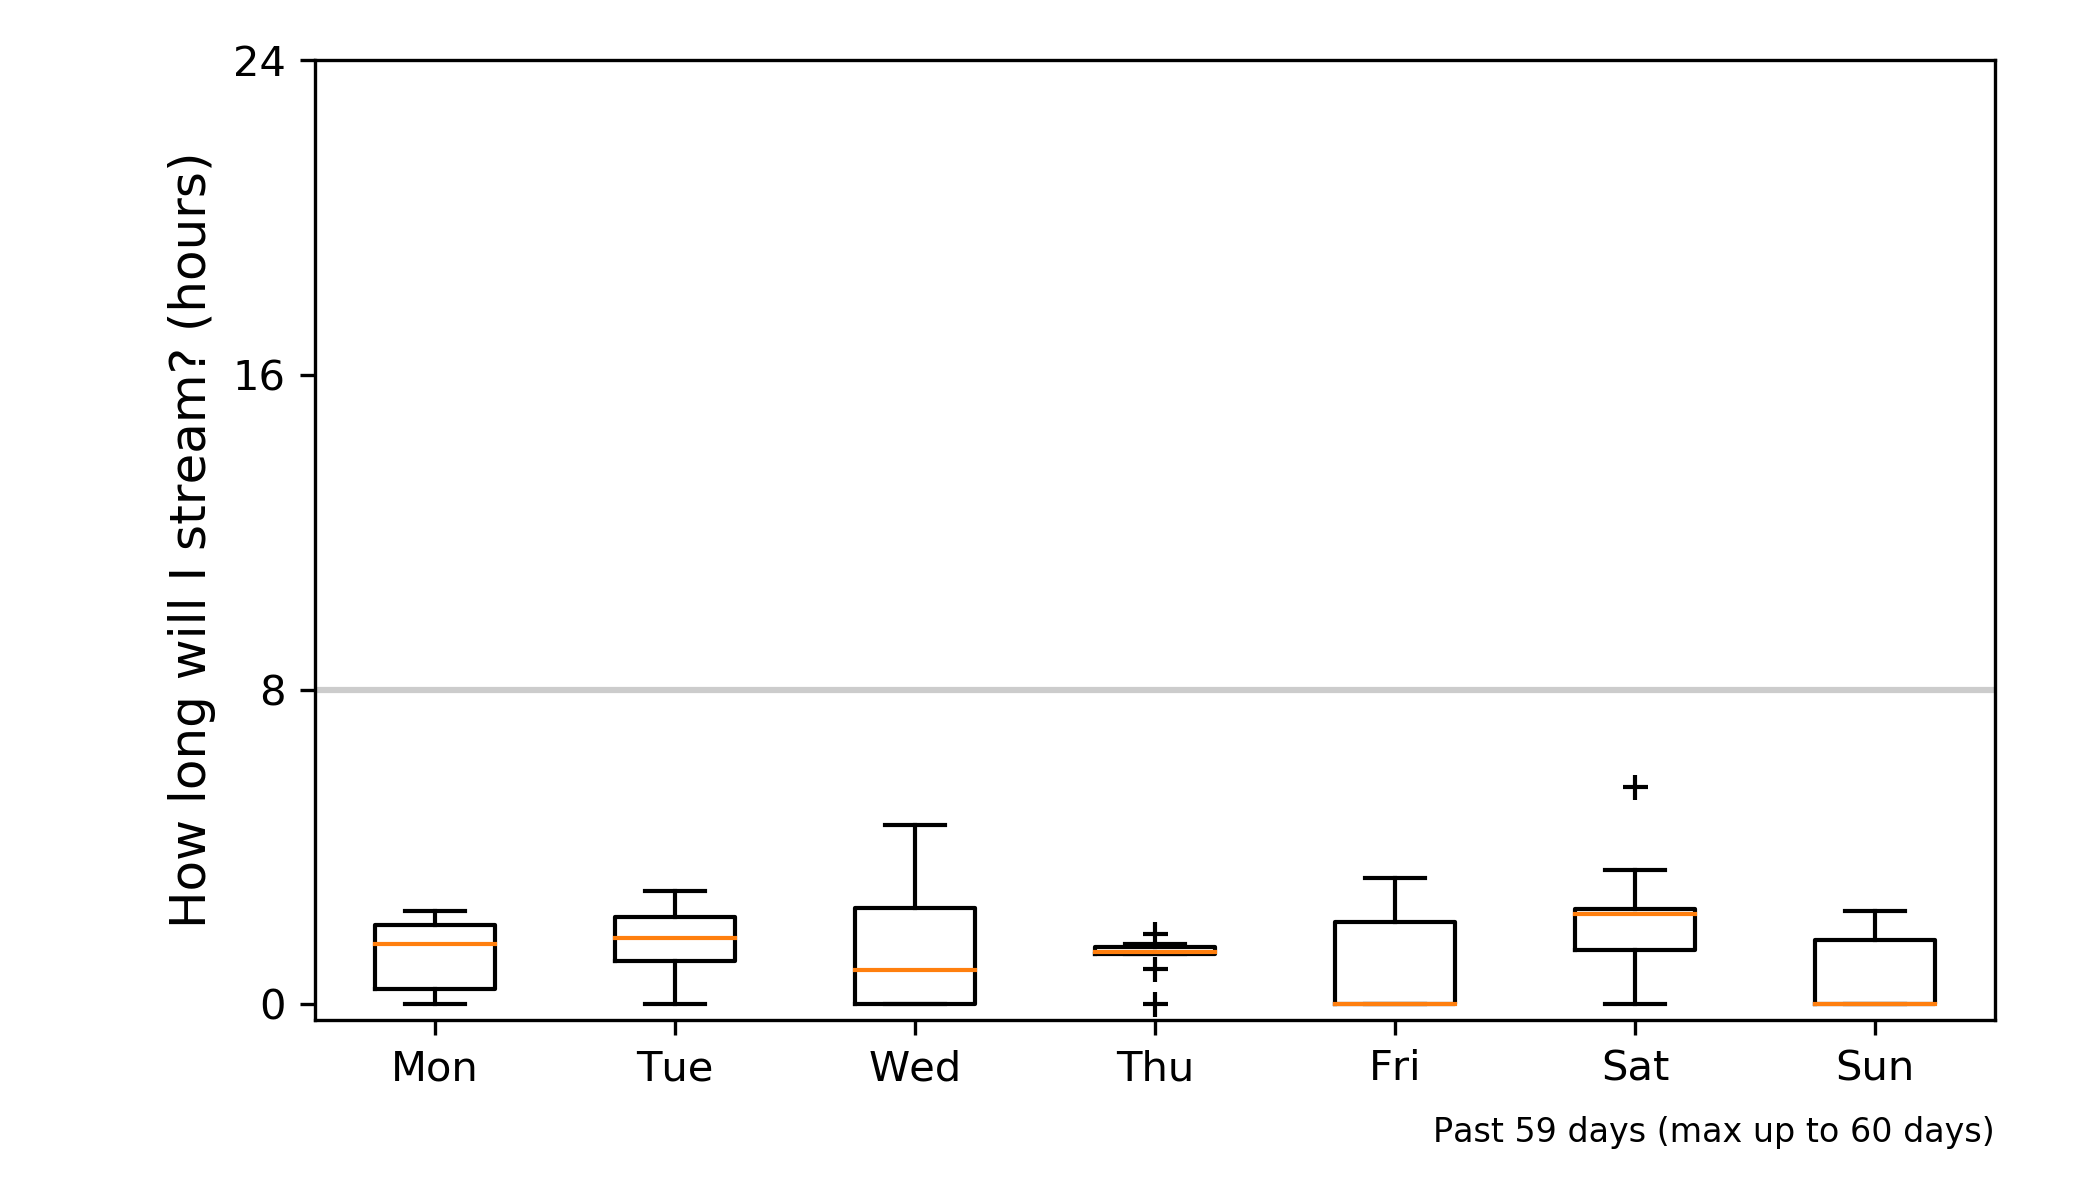 How long will I stream? (hours)
24
16
8
0
Mon Tue Wed Thu Fri Sat Sun
Past 59 days (max up to 60 days)